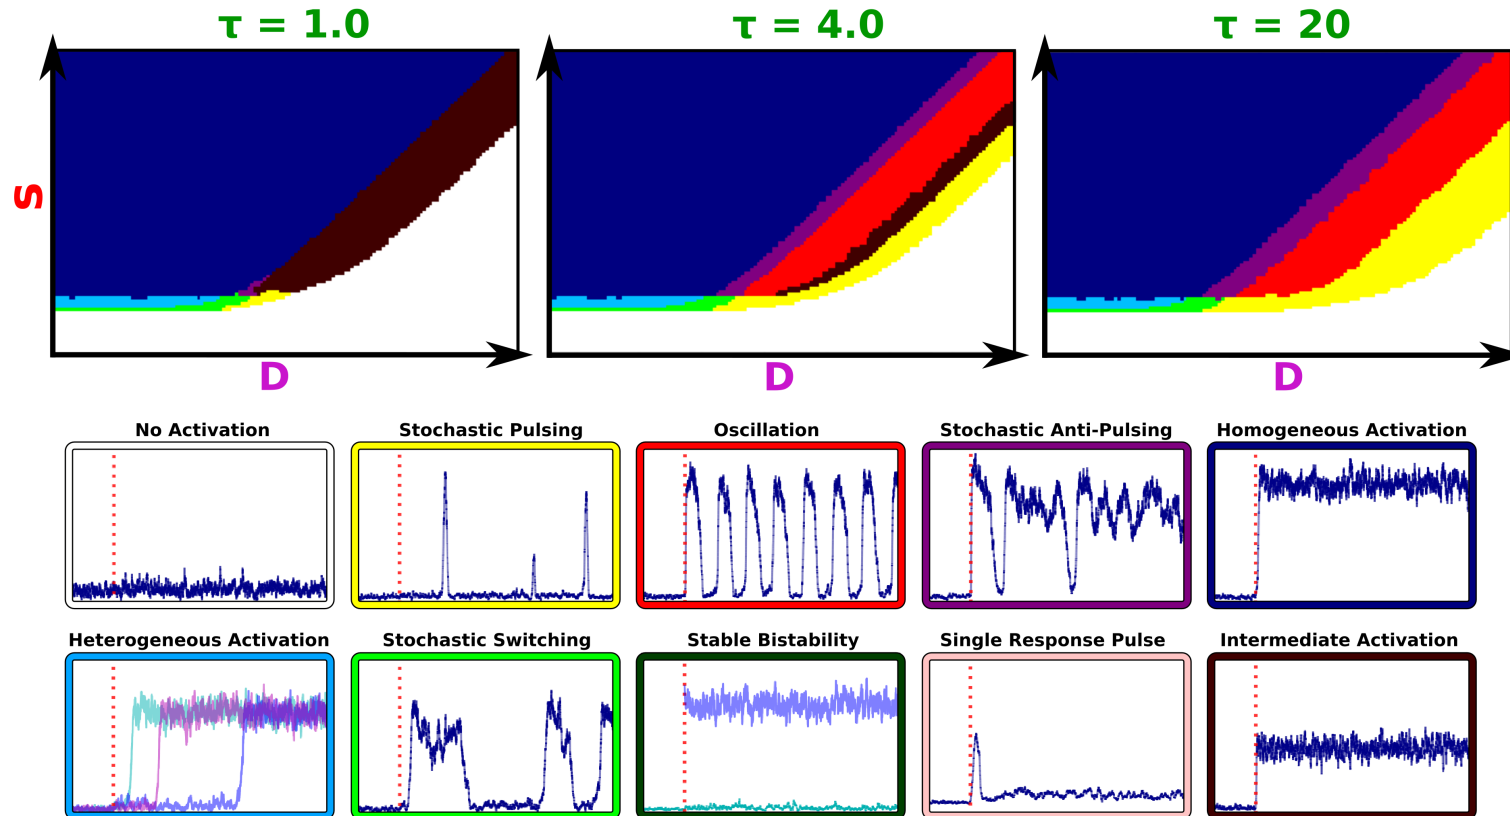 τ = 1.0
τ = 4.0
τ = 20
S
D
D
D
No Activation
Stochastic Pulsing
Oscillation
Stochastic Anti-Pulsing
Homogeneous Activation
Heterogeneous Activation
Stochastic Switching
Stable Bistability
Single Response Pulse
Intermediate Activation